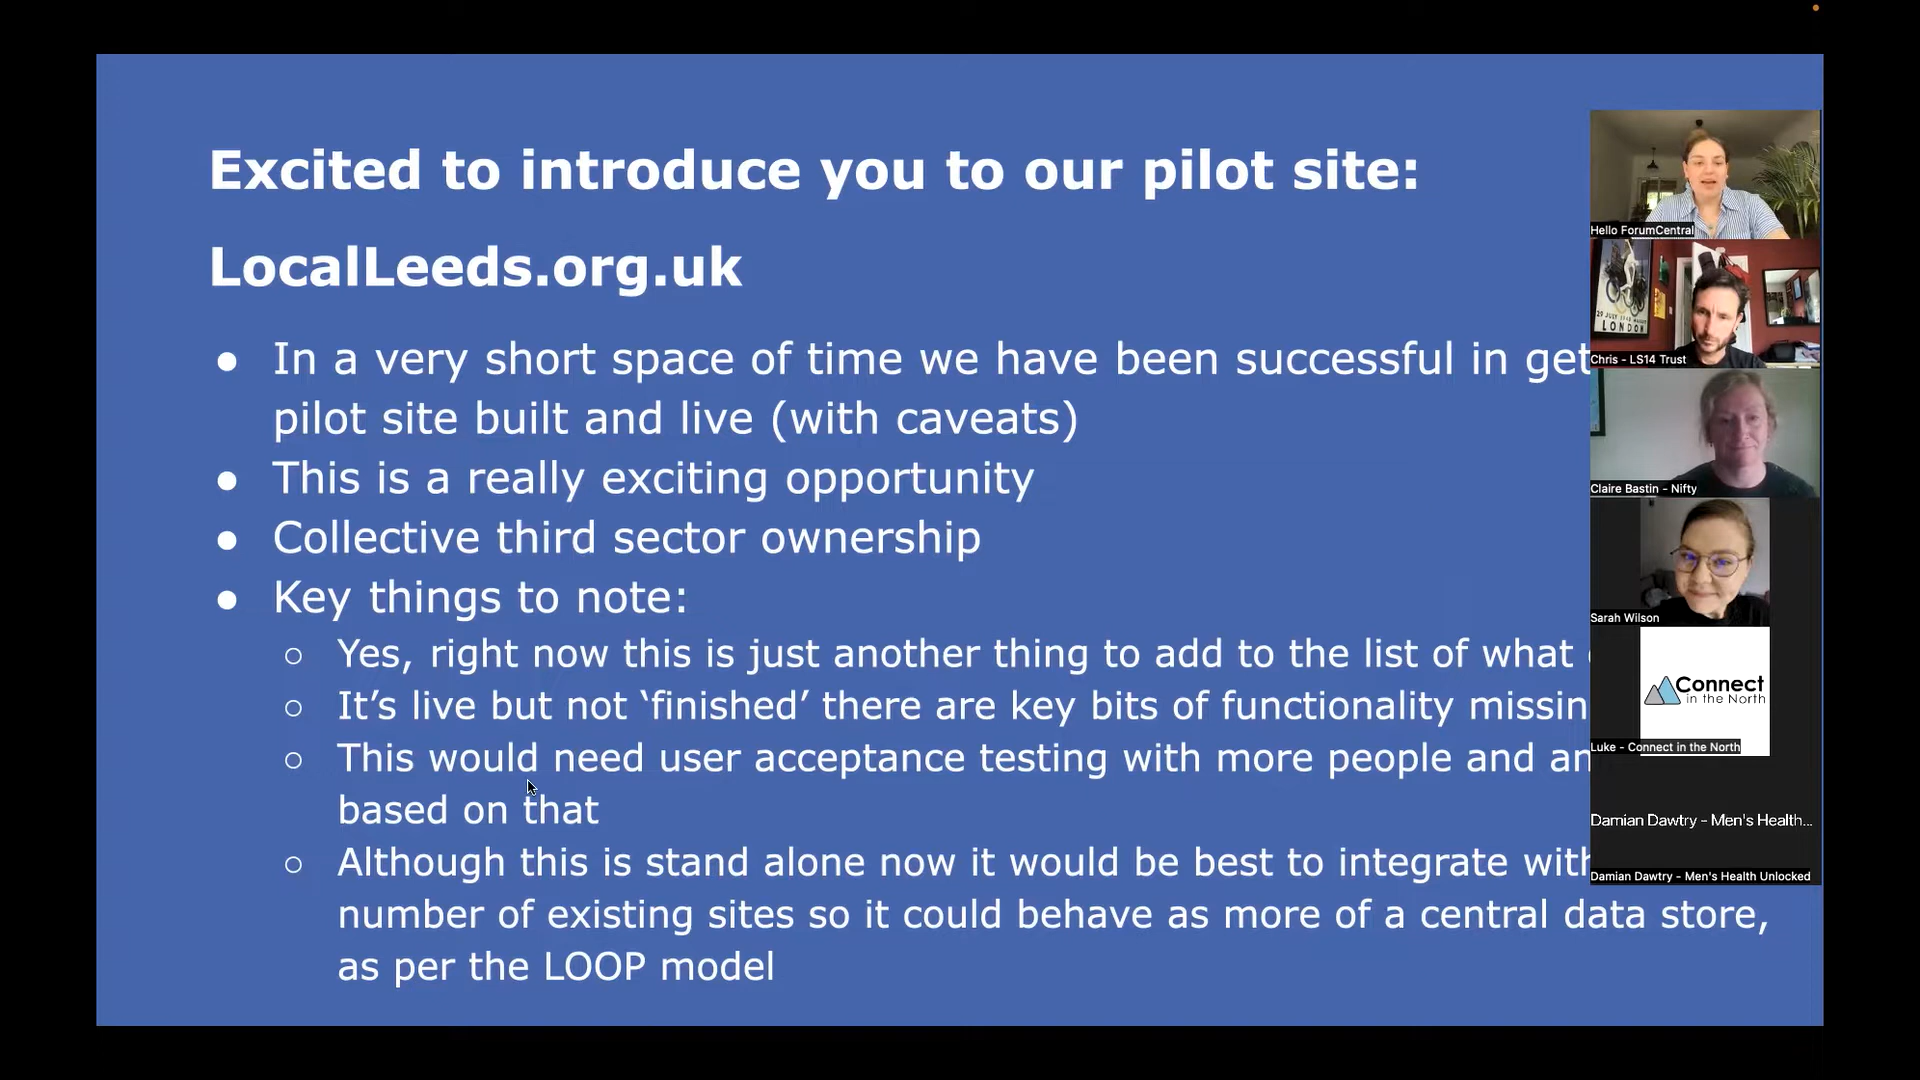 Excited to introduce you to our pilot site:
LocalLeeds.org.uk
● In a very short space of time we have been successful in get
pilot site built and live (with caveats)
● This is a really exciting opportunity
● Collective third sector ownership
● Key things to note:
○ Yes, right now this is just another thing to add to the list of what
○ It’s live but not ‘finished’ there are key bits of functionality missin
○ This would need user acceptance testing with more people and an
based on that
○ Although this is stand alone now it would be best to integrate with
number of existing sites so it could behave as more of a central data store,
as per the LOOP model
Hello ForumCentral
29 JULY
LONDON
Chris - LS14 Trust
Claire Bastin - Nifty
Sarah Wilson
Connect
in the North
Luke - Connect in the North
Damian Dawtry - Men's Health...
Damian Dawtry - Men's Health Unlocked